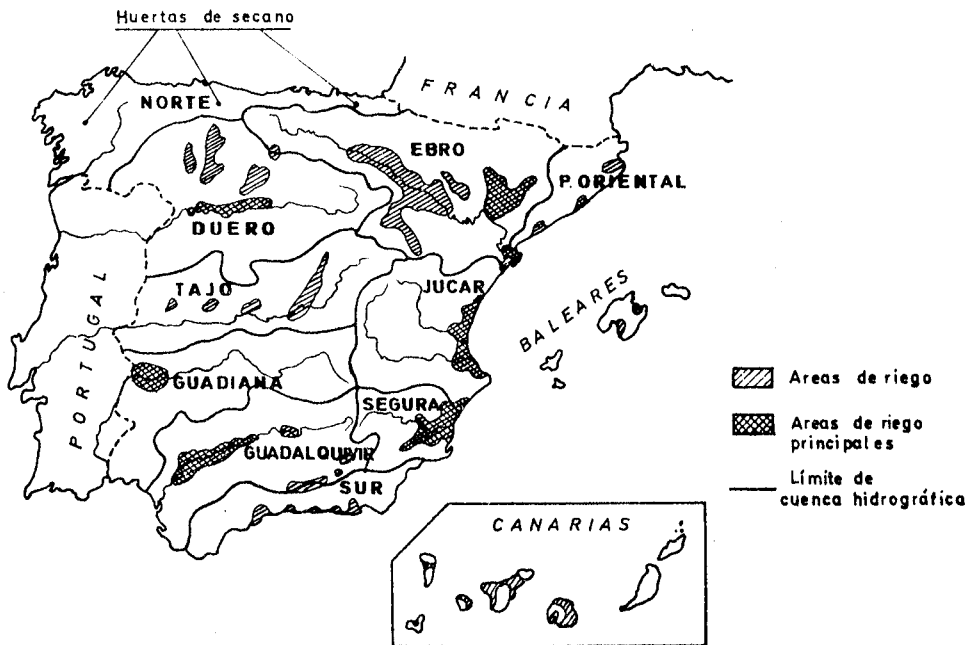 Huertas de secano
FRANCIA
NORTE
EBRO
P.ORIENTAL
DUERO
TAJO
JUCAR
BALEARES
PORTUGAL
GUADIANA
SEGURA
GUADALQUIVIR
SUR
CANARIAS
Areas de riego
Areas de riego
principales
Límite de
cuenca hidrográfica